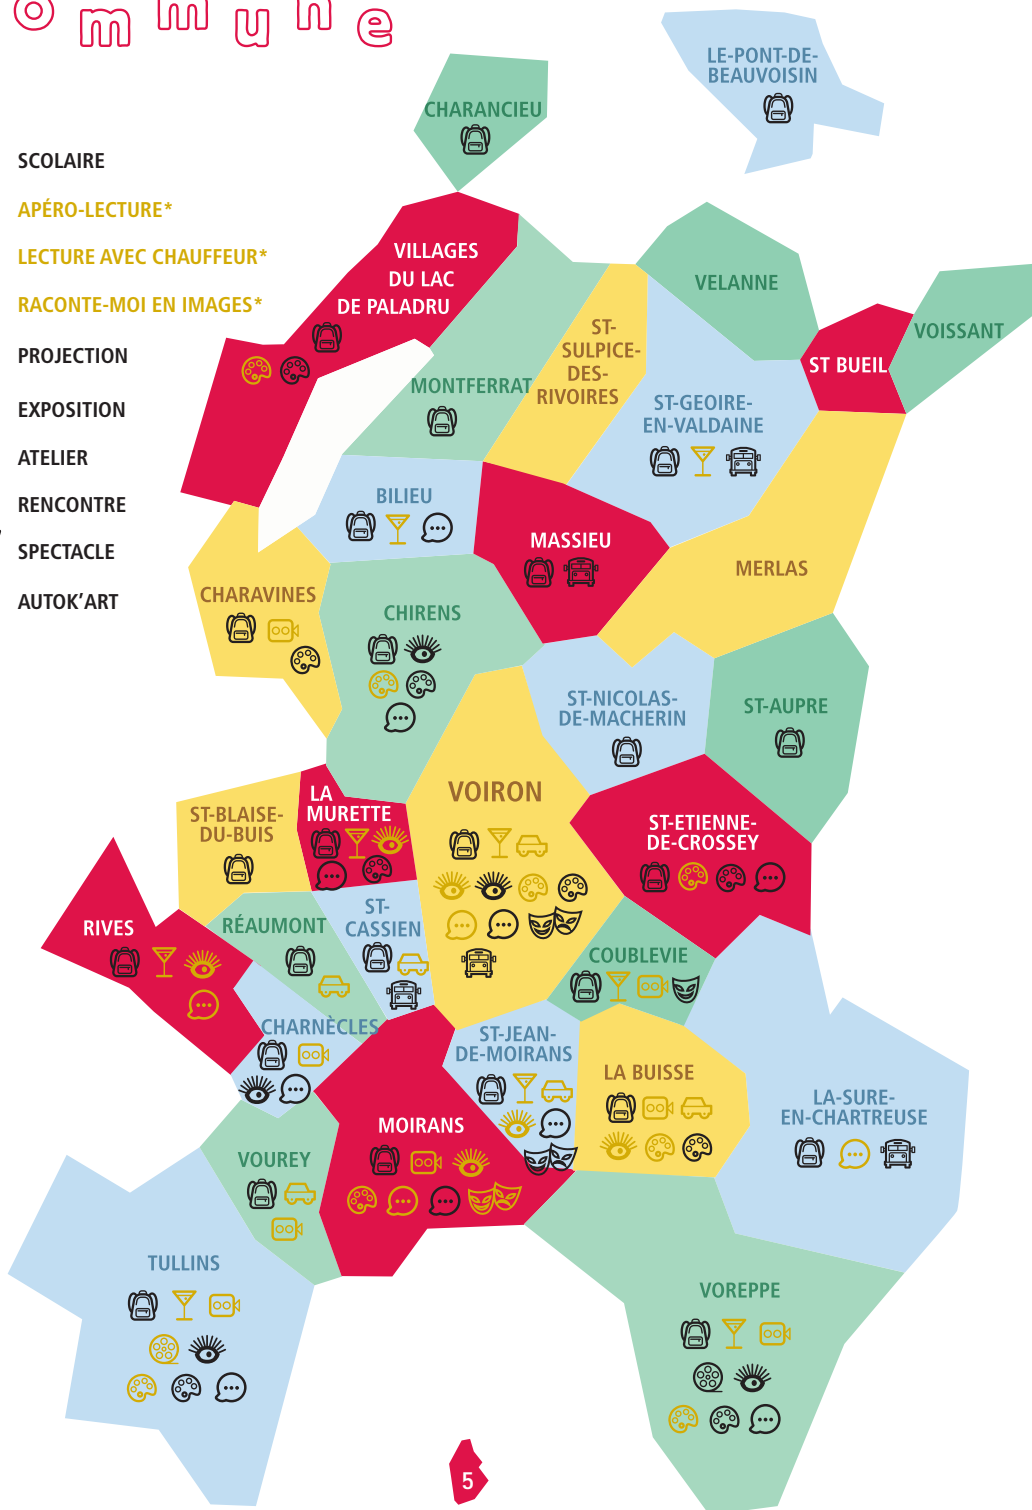 ommune
SCOLAIRE
APÉRO-LECTURE*
LECTURE AVEC CHAUFFEUR*
RACONTE-MOI EN IMAGES*
PROJECTION
EXPOSITION
ATELIER
RENCONTRE
SPECTACLE
AUTOK'ART
LE-PONT-DE-
BEAUVOISIN
CHARANCIEU
VILLAGES
DU LAC
DE PALADRU
VELANNE
VOISSANT
ST-
SULPICE-
DES-
RIVOIRES
ST BUEIL
MONTFERRAT
ST-GEOIRE-
EN-VALDAINE
BILIEU
MASSIEU
MERLAS
CHARAVINES
CHIRENS
ST-NICOLAS-
DE-MACHERIN
ST-AUPRE
VOIRON
LA
MURETTE
ST-BLAISE-
DU-BUIS
ST-ETIENNE-
DE-CROSSEY
RIVES
RÉAUMONT
ST-
CASSIEN
COUBLEVIE
CHARNÈCLES
ST-JEAN-
DE-MOIRANS
LA BUISSE
LA-SURE-
EN-CHARTREUSE
MOIRANS
VOUREY
TULLINS
VOREPPE
5